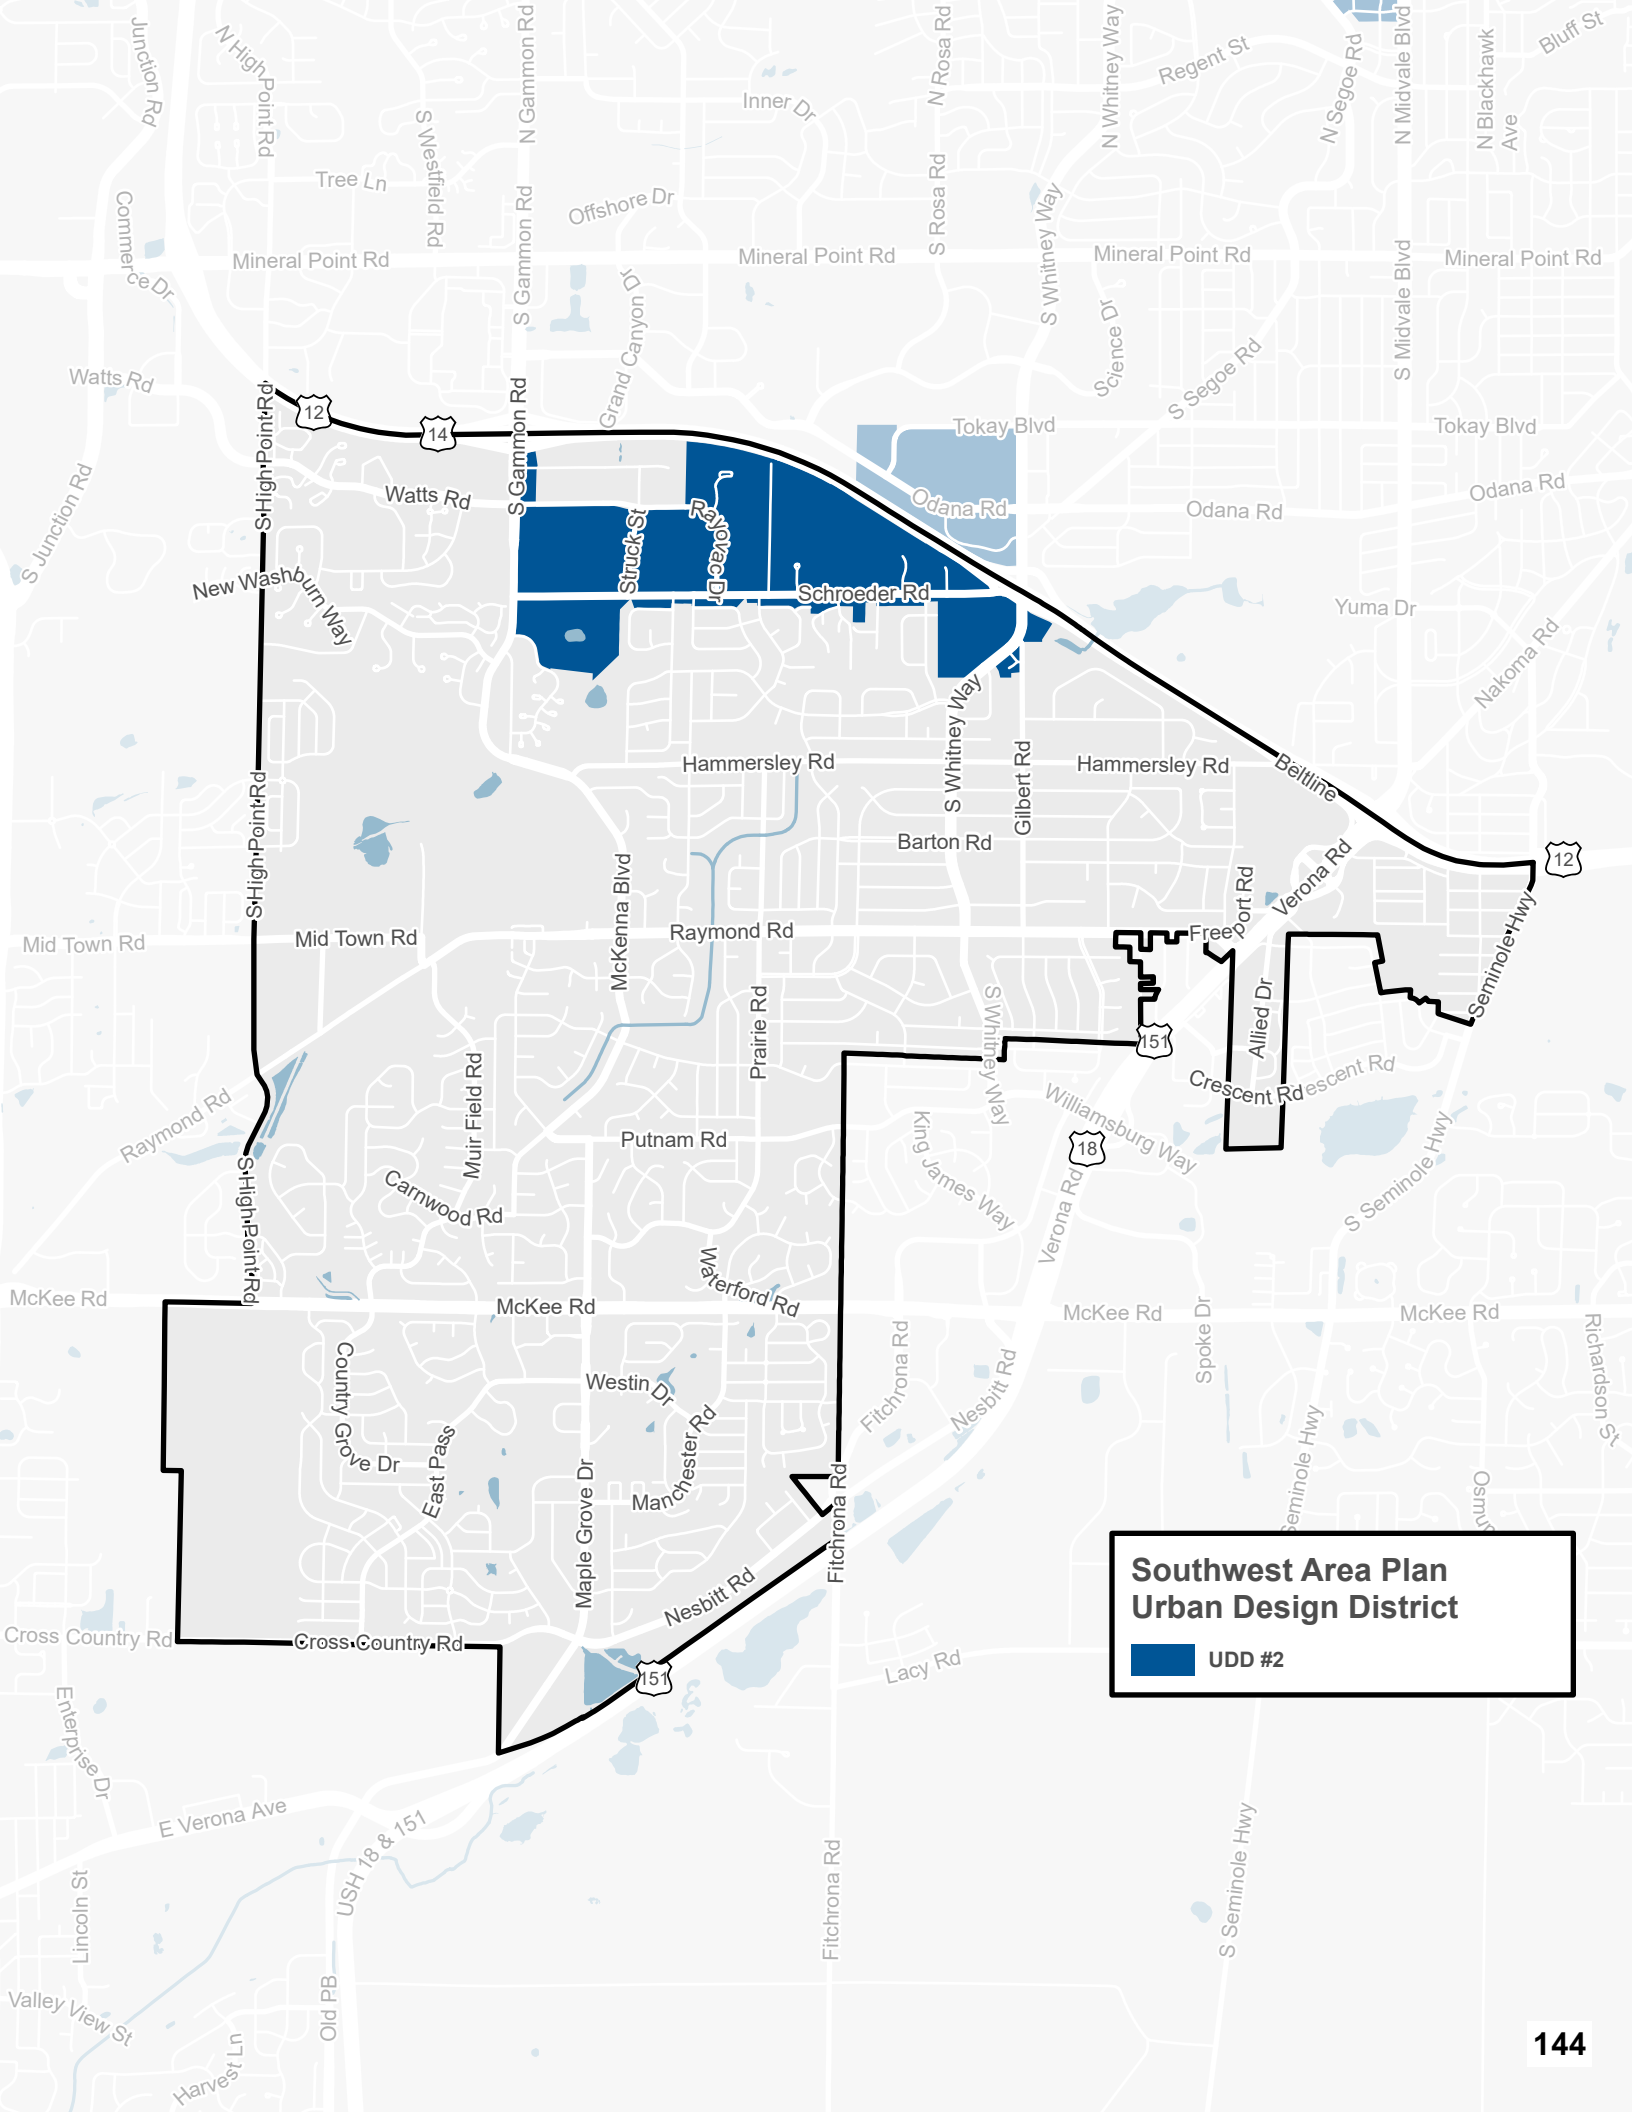 Junction Rd
N High Point Rd
N Gammon Rd
S Westfield Rd
Inner Dr
N Rosa Rd
N Whitney Way
Regent St
N Segoe Rd
N Midvale Blvd
N Blackhawk
Ave
Bluff St
Tree Ln
Commerce Dr
S Gammon Rd
Offshore Dr
S Rosa Rd
S Whitney Way
Mineral Point Rd
Mineral Point Rd
Mineral Point Rd
Mineral Point Rd
Grand Canyon Dr
Science Dr
S Segoe Rd
S Midvale Blvd
Watts Rd
S High Point Rd
12
14
S Gammon Rd
Tokay Blvd
Tokay Blvd
S Junction Rd
Watts Rd
Struck St
Rayovac Dr
Odana Rd
Odana Rd
Odana Rd
New Washburn Way
Schroeder Rd
Yuma Dr
Nakoma Rd
S Whitney Way
Hammersley Rd
Gilbert Rd
Hammersley Rd
Beltline
S High Point Rd
Barton Rd
McKenna Blvd
Verona Rd
12
Mid Town Rd
Mid Town Rd
Raymond Rd
Freeport Rd
Seminole Hwy
S Whitney Way
Prairie Rd
151
Allied Dr
Crescent Rd
escent Rd
Raymond Rd
Muir Field Rd
Putnam Rd
King James Way
Williamsburg Way
18
S Seminole Hwy
S High Point Rd
Carnwood Rd
Verona Rd
Waterford Rd
McKee Rd
McKee Rd
McKee Rd
McKee Rd
Country Grove Dr
Westin Dr
Fitchrona Rd
Nesbitt Rd
Spoke Dr
Richardson St
East Pass
Manchester Rd
Maple Grove Dr
Fitchrona Rd
Seminole Hwy
Osmun
Nesbitt Rd
Southwest Area Plan
Urban Design District
UDD #2
Cross Country Rd
Cross Country Rd
151
Lacy Rd
Enterprise Dr
E Verona Ave
USH 18 & 151
Lincoln St
Fitchrona Rd
S Seminole Hwy
Valley View St
Old PB
Harvest Ln
144